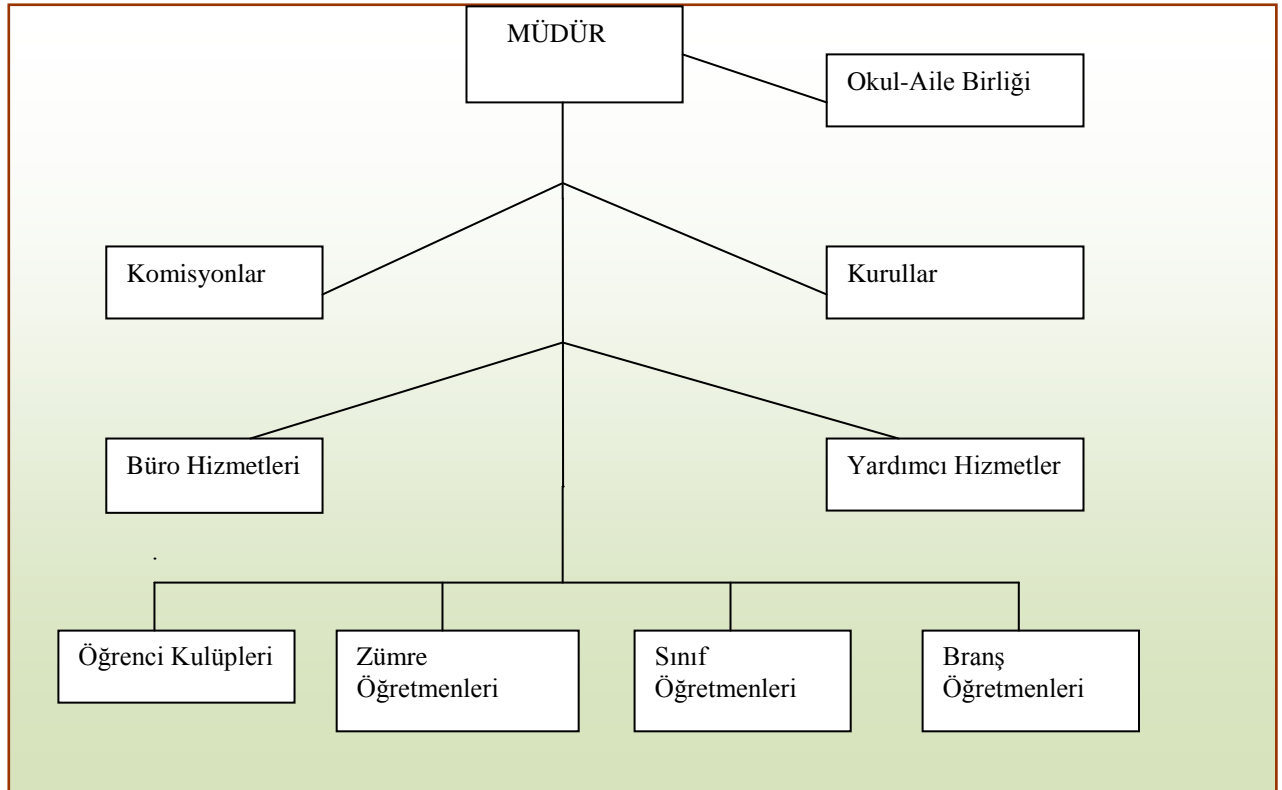 MÜDÜR
Okul-Aile Birliği
Komisyonlar
Kurullar
Büro Hizmetleri
Yardımcı Hizmetler
Öğrenci Kulüpleri
Zümre
Öğretmenleri
Sınıf
Öğretmenleri
Branş
Öğretmenleri